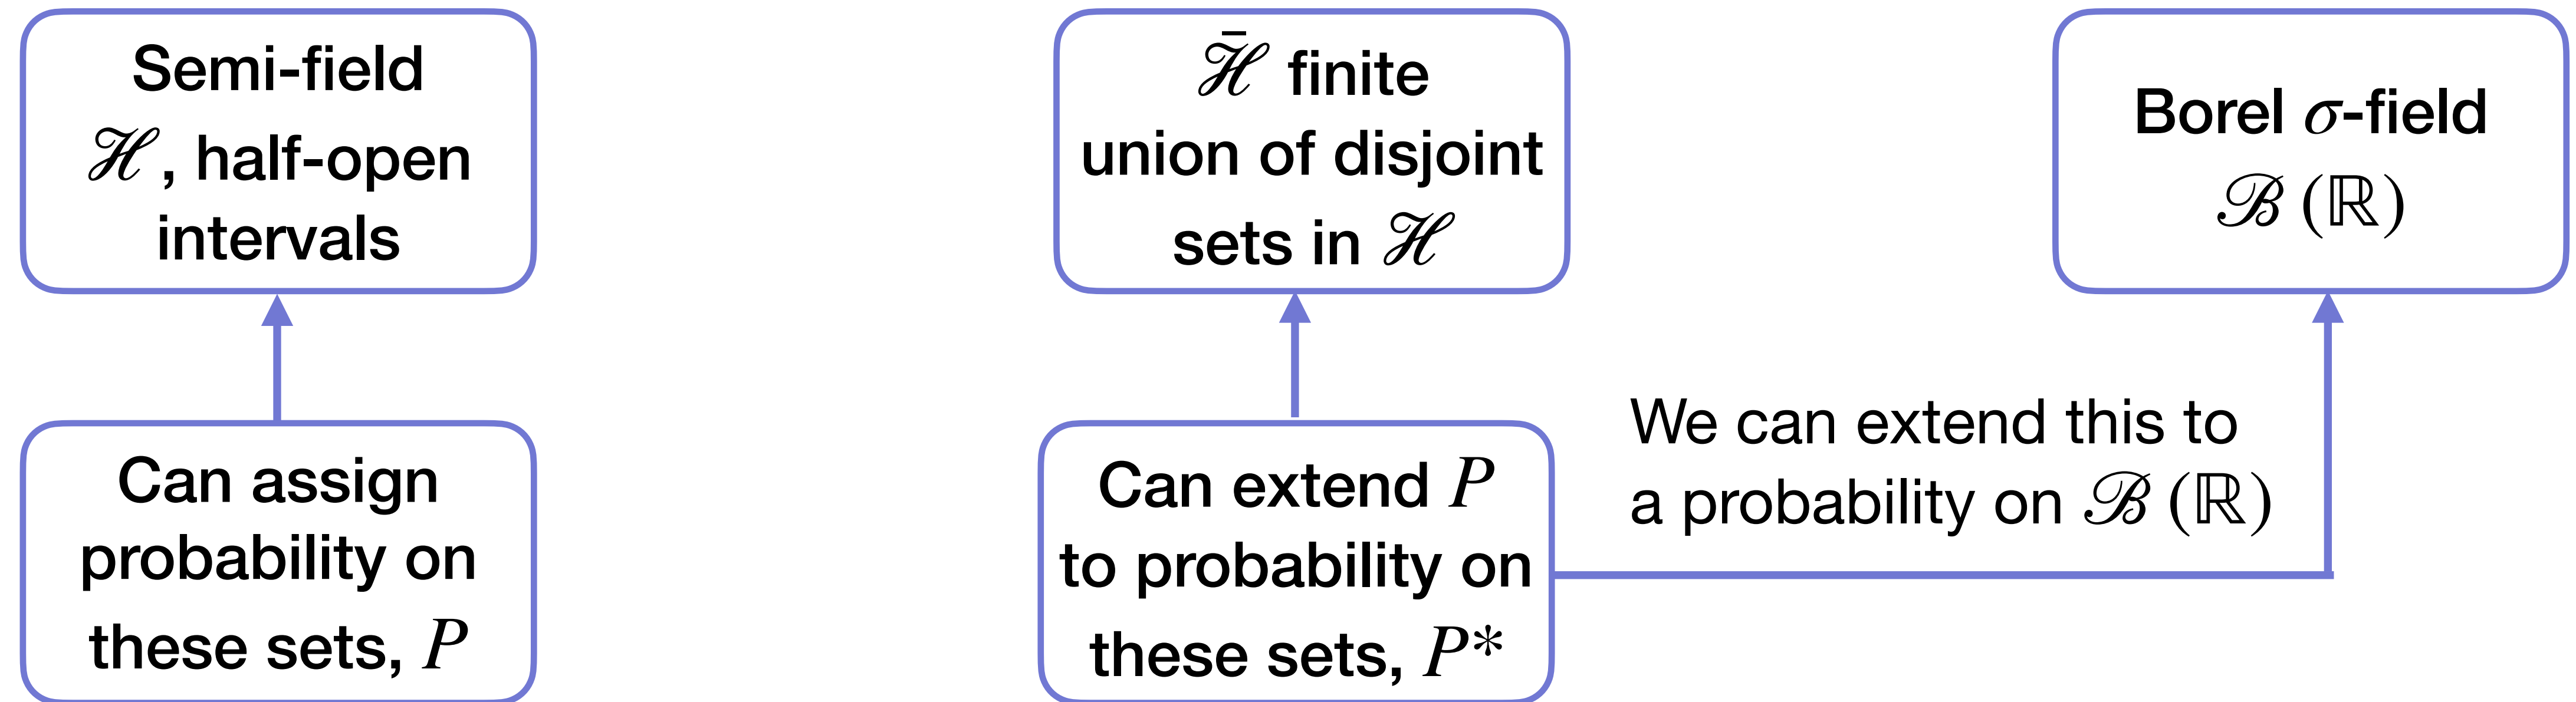 Semi-field
ℋ, half-open
intervals
ℋ̄ finite
union of disjoint
sets in ℋ
Borel σ-field
ℬ (ℝ)
Can assign
probability on
these sets, P
Can extend P
to probability on
these sets, P*
We can extend this to
a probability on ℬ (ℝ)